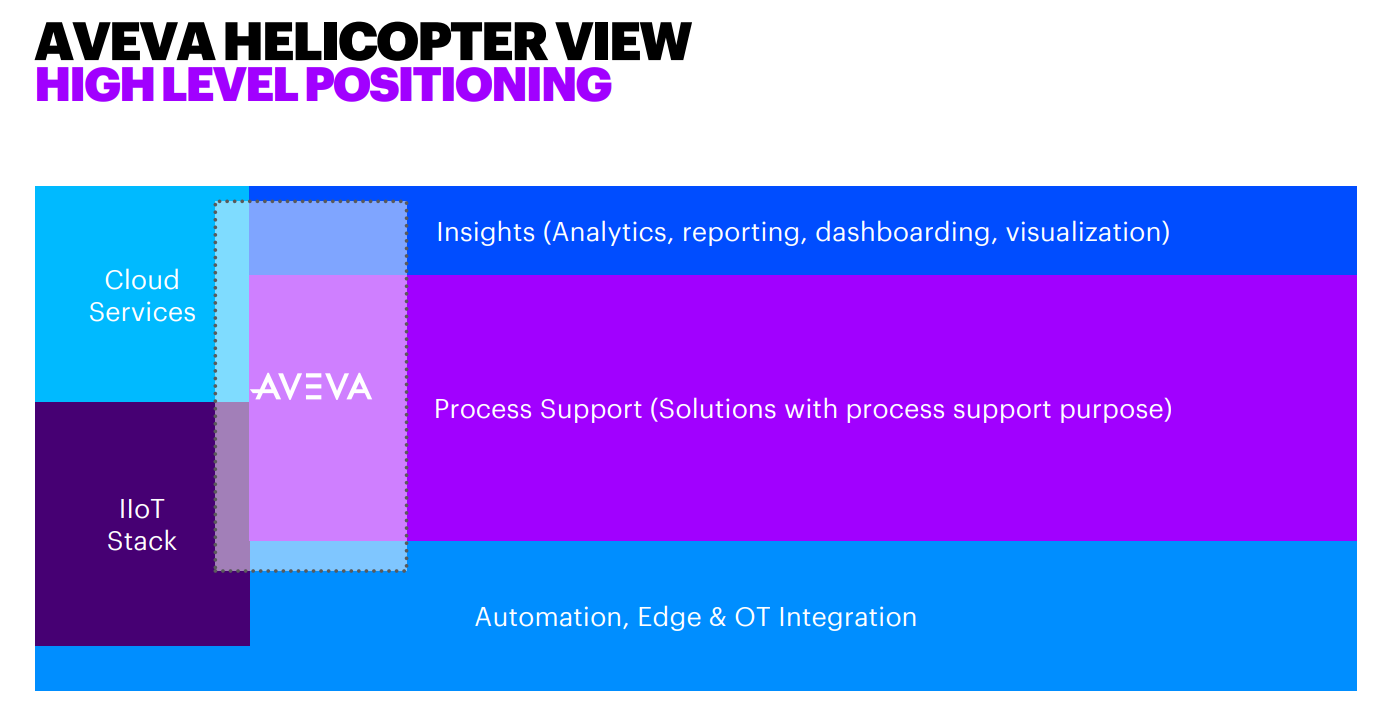 AVEVA HELICOPTER VIEW
HIGH LEVEL POSITIONING
Insights (Analytics, reporting, dashboarding, visualization)
Cloud
Services
AVEVA
Process Support (Solutions with process support purpose)
IIoT
Stack
Automation, Edge & OT Integration